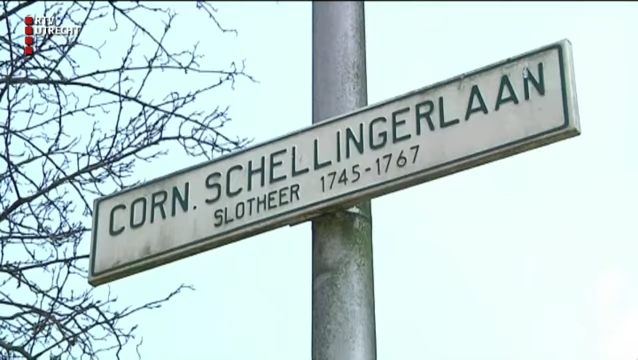 RTV
UTRECHT
CORN. SCHELLINGERLAAN
SLOTHEER 1745-1767